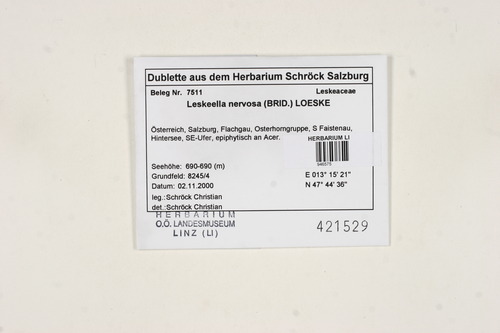 Dublette aus dem Herbarium Schröck Salzburg
Beleg Nr. 7511 Leskeaceae
Leskeella nervosa (BRID.) LOESKE
Österreich, Salzburg, Flachgau, Osterhorngruppe, S Faistenau,
Hintersee, SE-Ufer, epiphytisch an Acer.
HERBARIUM LI
Seehöhe: 690-690 (m)
Grundfeld: 8245/4
Datum: 02.11.2000
E 013° 15' 21"
N 47° 44' 36"
leg.:Schröck Christian
det.:Schröck Christian
HERBARIUM
O.Ö. LANDESMUSEUM
LINZ (LI)
421529